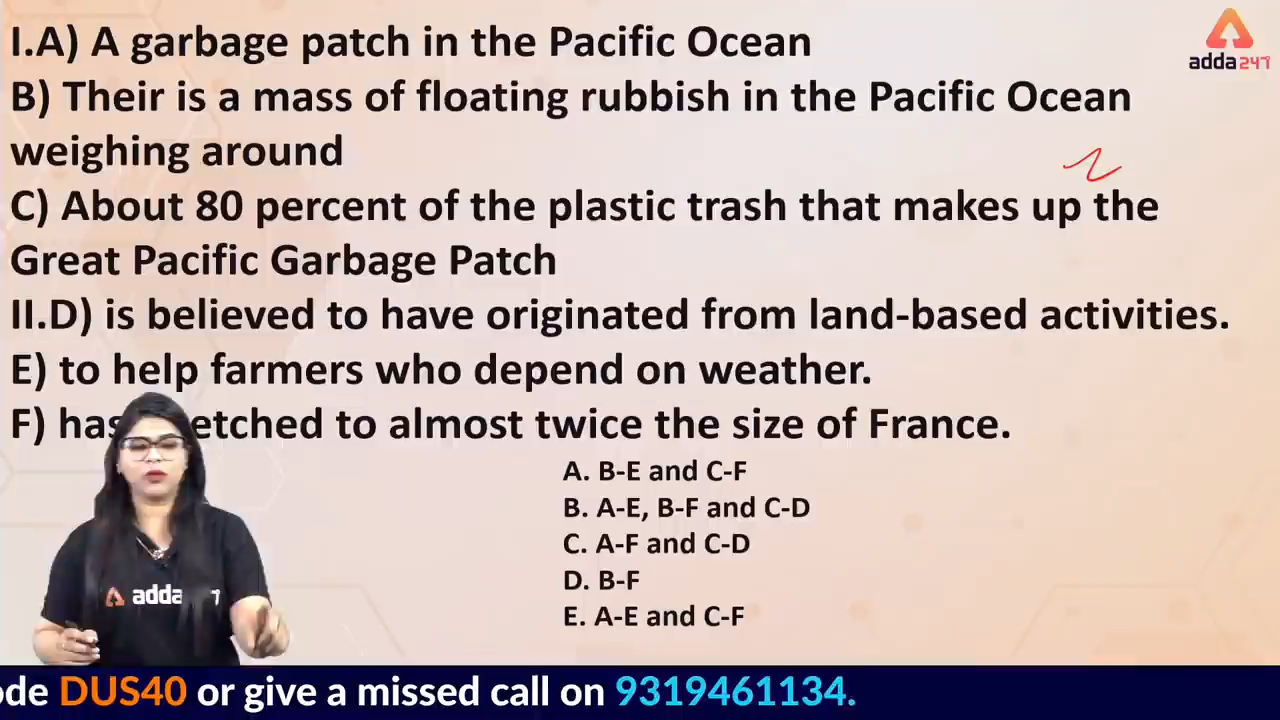 I.A) A garbage patch in the Pacific Ocean
adda247
B) Their is a mass of floating rubbish in the Pacific Ocean
weighing around
C) About 80 percent of the plastic trash that makes up the
Great Pacific Garbage Patch
II.D) is believed to have originated from land-based activities.
E) to help farmers who depend on weather.
F) has to almost twice the size of France.
A. B-E and C-F
B. A-E, B-F and C-D
C. A-F and C-D
D. B-F
E. A-E and C-F
adda
DUS40 or give a missed call on 9319461134.